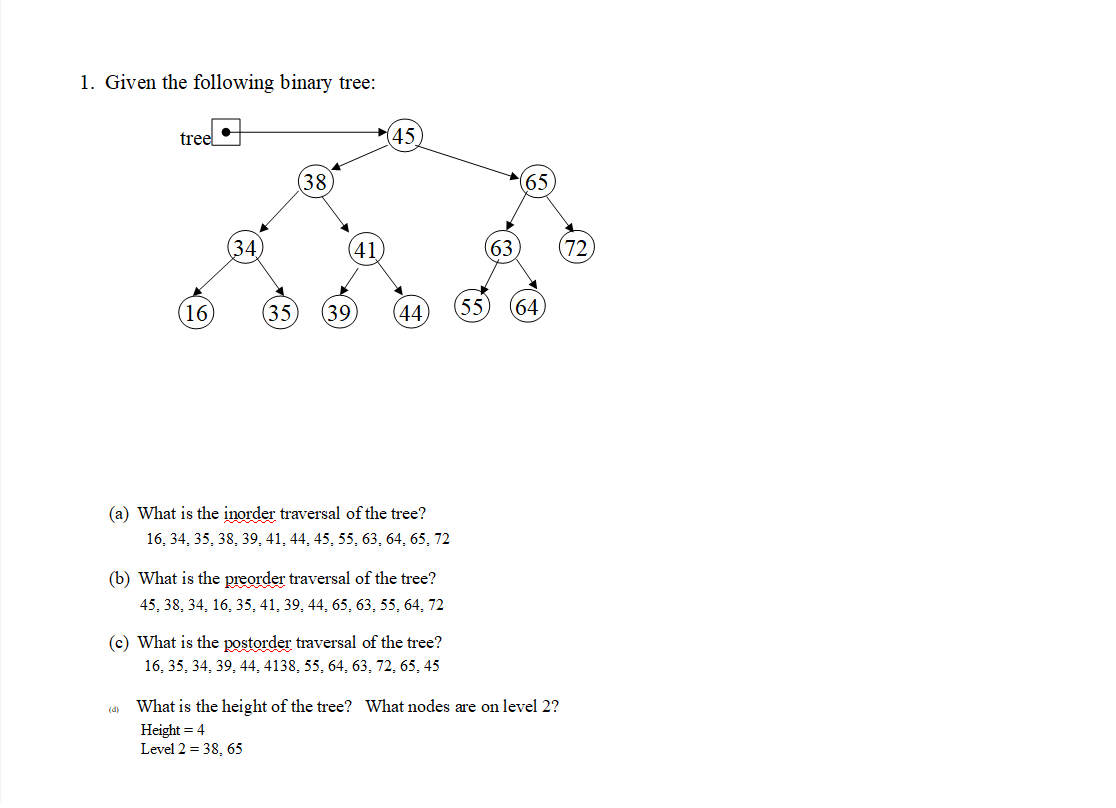 1. Given the following binary tree:
tree 45
38 65
34 41 63 72
16 35 39 44 55 64
(a) What is the inorder traversal of the tree?
16, 34, 35, 38, 39, 41, 44, 45, 55, 63, 64, 65, 72
(b) What is the preorder traversal of the tree?
45, 38, 34, 16, 35, 41, 39, 44, 65, 63, 55, 64, 72
(c) What is the postorder traversal of the tree?
16, 35, 34, 39, 44, 4138, 55, 64, 63, 72, 65, 45
(d) What is the height of the tree? What nodes are on level 2?
Height = 4
Level 2 = 38, 65